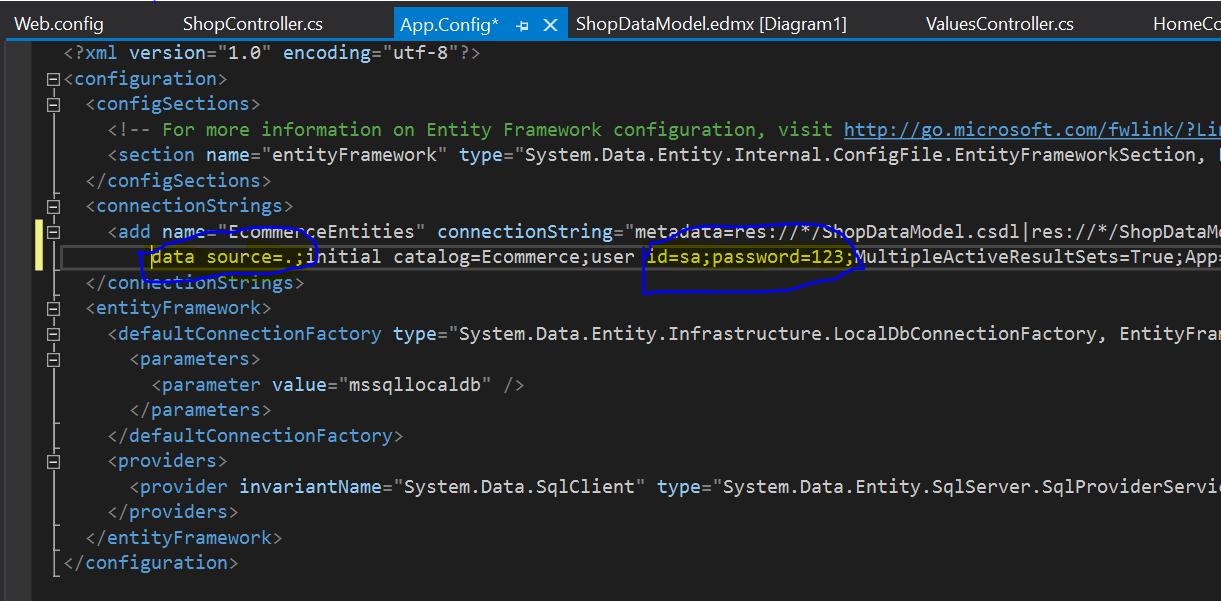 Web.config ShopController.cs App.Config* ShopDataModel.edmx [Diagram1] ValuesController.cs HomeCo
<?xml version="1.0" encoding="utf-8"?>
<configuration>
<configSections>
<!-- For more information on Entity Framework configuration, visit http://go.microsoft.com/fwlink/?Li
<section name="entityFramework" type="System.Data.Entity.Internal.ConfigFile.EntityFrameworkSection,
</configSections>
<connectionStrings>
<add name="EcommerceEntities" connectionString="metadata=res://*/ShopDataModel.csdl|res://*/ShopDataM
data source=.;initial catalog=Ecommerce;user id=sa;password=123;MultipleActiveResultSets=True;App=
</connectionStrings>
<entityFramework>
<defaultConnectionFactory type="System.Data.Entity.Infrastructure.LocalDbConnectionFactory, EntityFra
<parameters>
<parameter value="mssqllocaldb" />
</parameters>
</defaultConnectionFactory>
<providers>
<provider invariantName="System.Data.SqlClient" type="System.Data.Entity.SqlServer.SqlProviderServi
</providers>
</entityFramework>
</configuration>